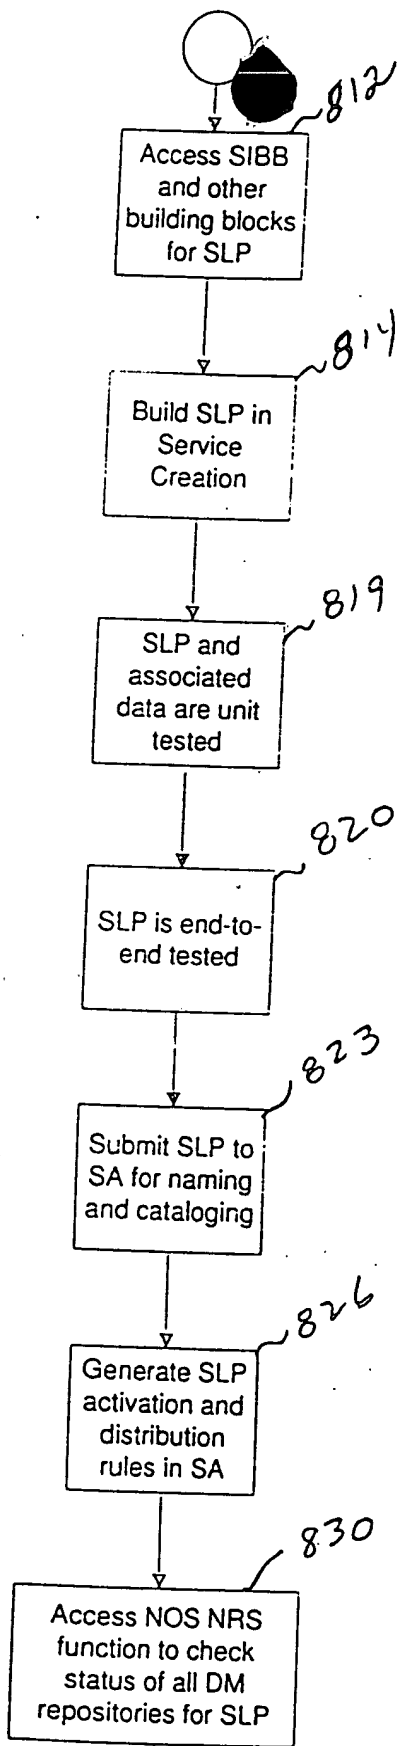 812
Access SIBB
and other
building blocks
for SLP
814
Build SLP in
Service
Creation
819
SLP and
associated
data are unit
tested
820
SLP is end-to-
end tested
823
Submit SLP to
SA for naming
and cataloging
826
Generate SLP
activation and
distribution
rules in SA
830
Access NOS NRS
function to check
status of all DM
repositories for SLP